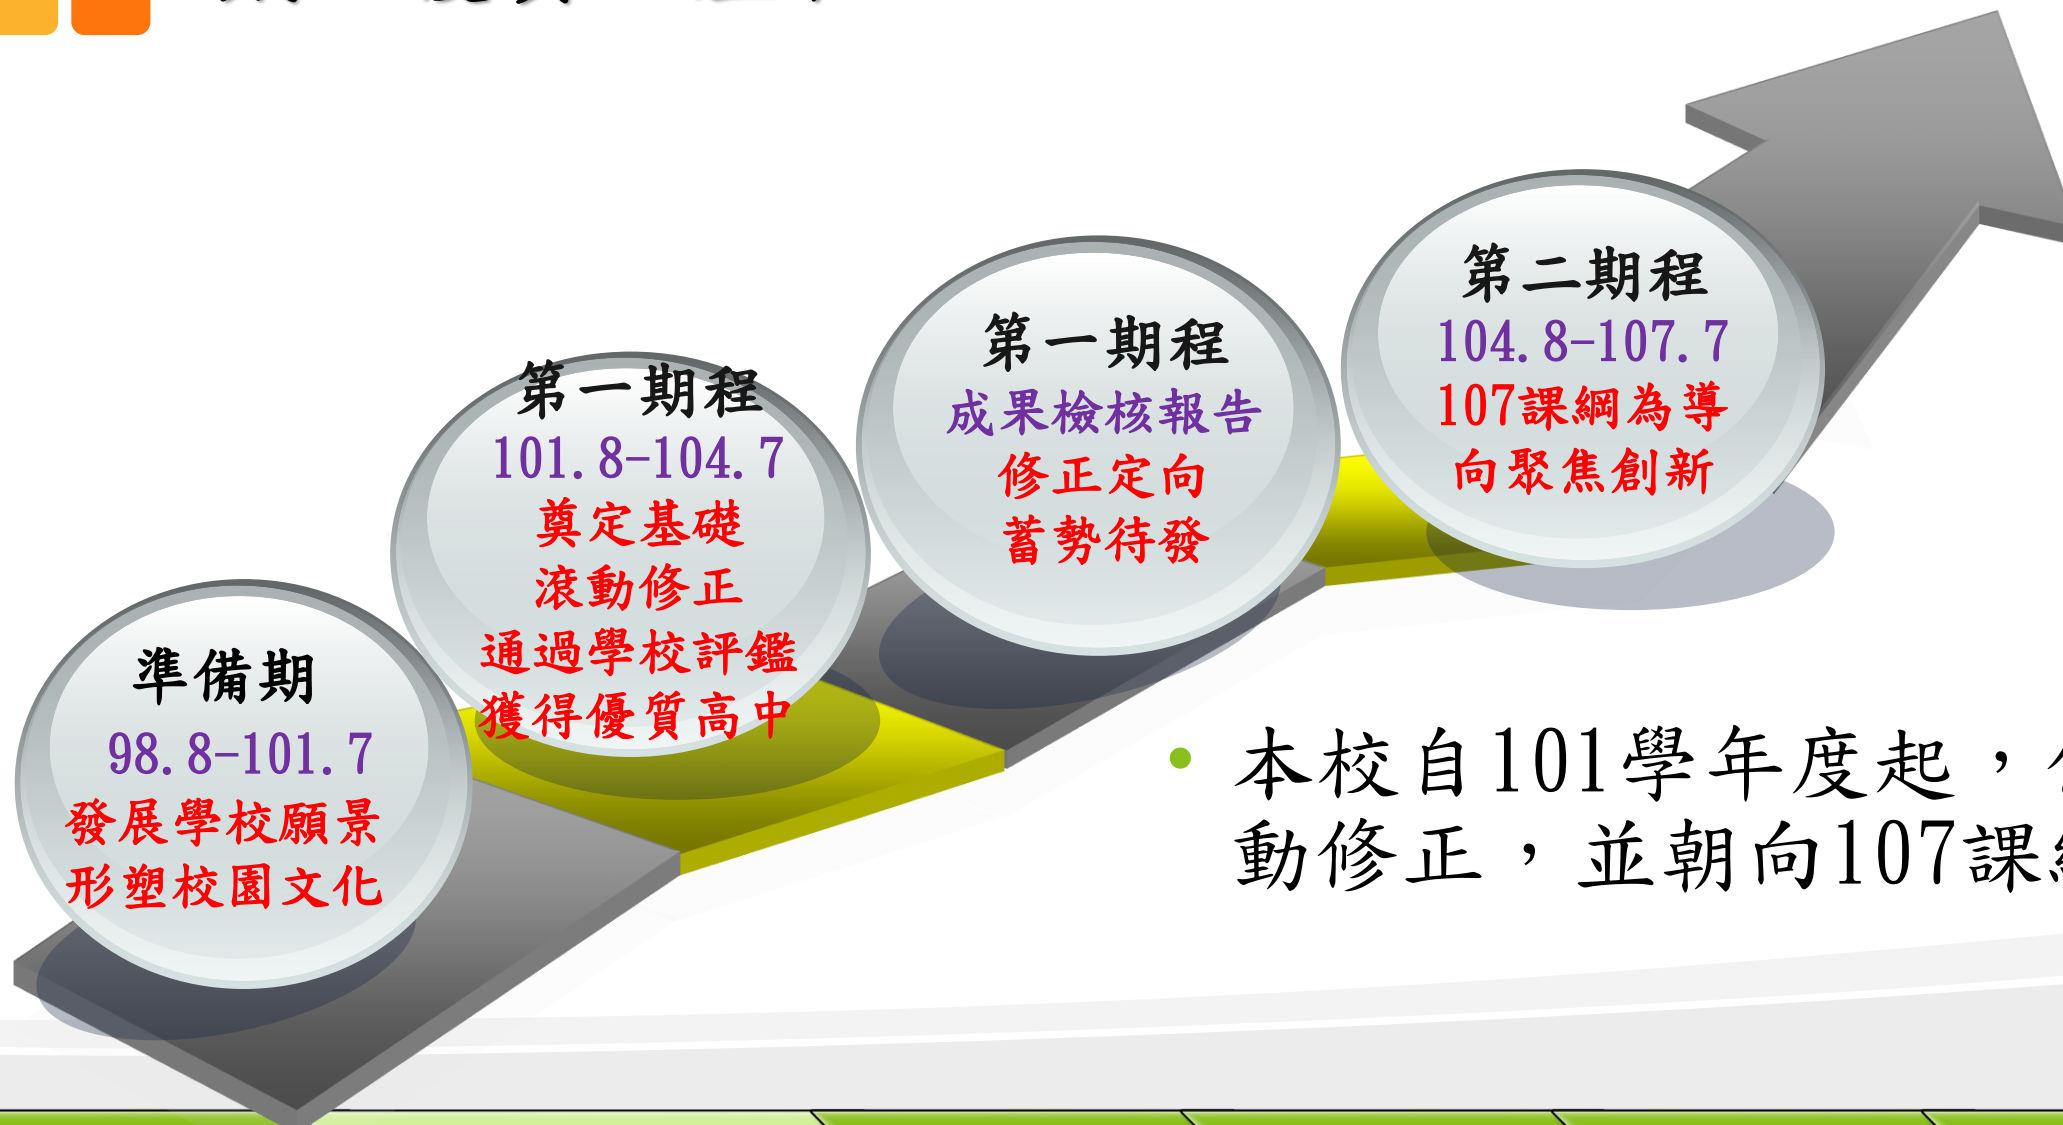 準備期
98.8-101.7
發展學校願景
形塑校園文化
第一期程
101.8-104.7
奠定基礎
滾動修正
通過學校評鑑
獲得優質高中
第一期程
成果檢核報告
修正定向
蓄勢待發
第二期程
104.8-107.7
107課綱為導
向聚焦創新
• 本校自101學年度起，
動修正，並朝向107課